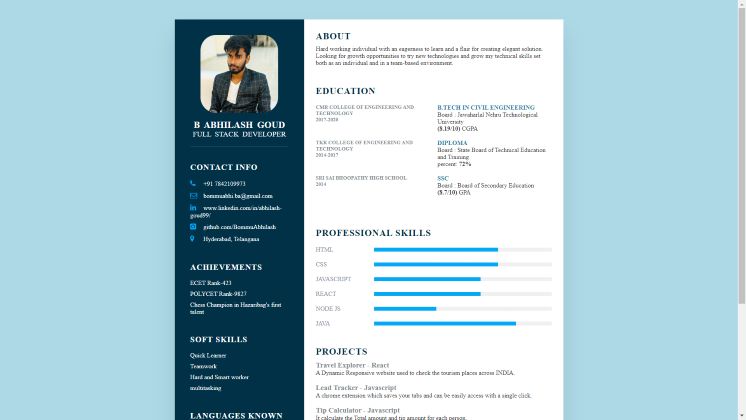 B ABHILASH GOUD
FULL STACK DEVELOPER
CONTACT INFO
+91 7842109973
bommuabhi.ba@gmail.com
www.linkedin.com/in/abhilash-
goud99/
github.com/BommuAbhilash
Hyderabad, Telangana
ACHIEVEMENTS
ECET Rank-423
POLYCET Rank-9827
Chess Champion in Hazaribag's first
talent
SOFT SKILLS
Quick Learner
Teamwork
Hard and Smart worker
multitasking
LANGUAGES KNOWN
ABOUT
Hard working individual with an eagerness to learn and a flair for creating elegant solution.
Looking for growth opportunities to try new technologies and grow my technical skills set
both as an individual and in a team-based environment.
EDUCATION
CMR COLLEGE OF ENGINEERING AND
TECHNOLOGY
2017-2020
B.TECH IN CIVIL ENGINEERING
Board : Jawaharlal Nehru Technological
University
(8.19/10) CGPA
TKR COLLEGE OF ENGINEERING AND
TECHNOLOGY
2014-2017
DIPLOMA
Board : State Board of Technical Education
and Training
percent: 72%
SRI SAI BHOOPATHY HIGH SCHOOL
2014
SSC
Board : Board of Secondary Education
(8.7/10) GPA
PROFESSIONAL SKILLS
HTML
CSS
JAVASCRIPT
REACT
NODE JS
JAVA
PROJECTS
Travel Explorer - React
A Dynamic Responsive website used to check the tourism places across INDIA.
Lead Tracker - Javascript
A chrome extension which saves your tabs and can be easily access with a single click.
Tip Calculator - Javascript
It calculate the Total amount and tip amount for each person.